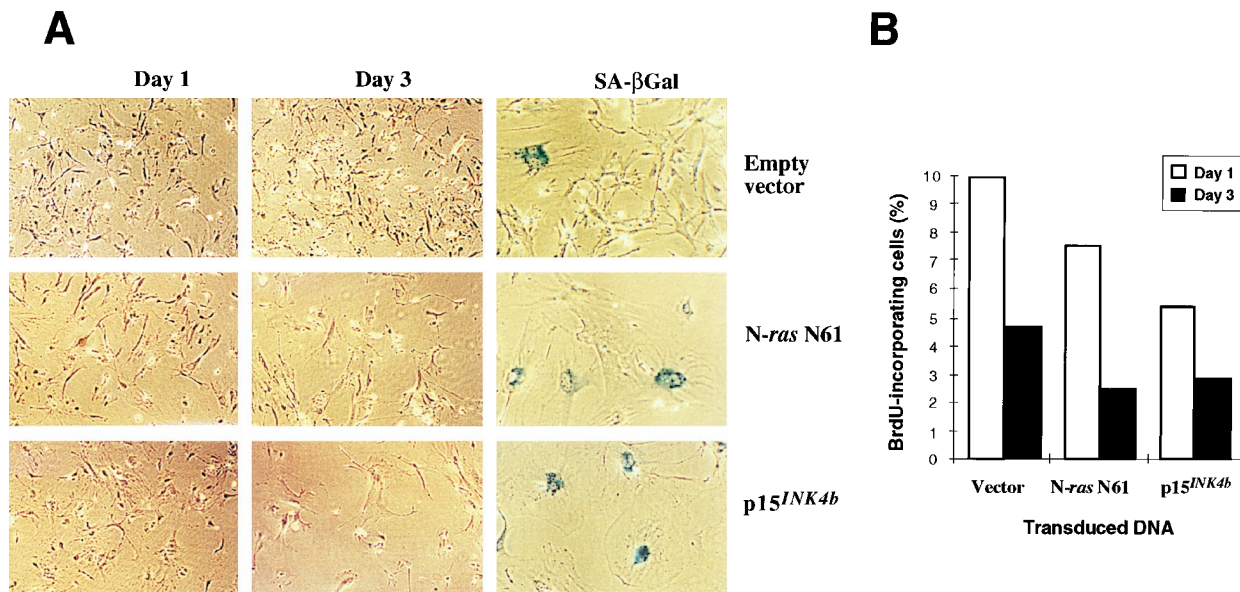 A
Day 1
Day 3
SA-βGal
Empty
vector
N-ras N61
p15INK4b
B
Day 1
Day 3
BrdU-incorporating cells (%)
10
9
8
7
6
5
4
3
2
1
0
Vector
N-ras N61
p15INK4b
Transduced DNA